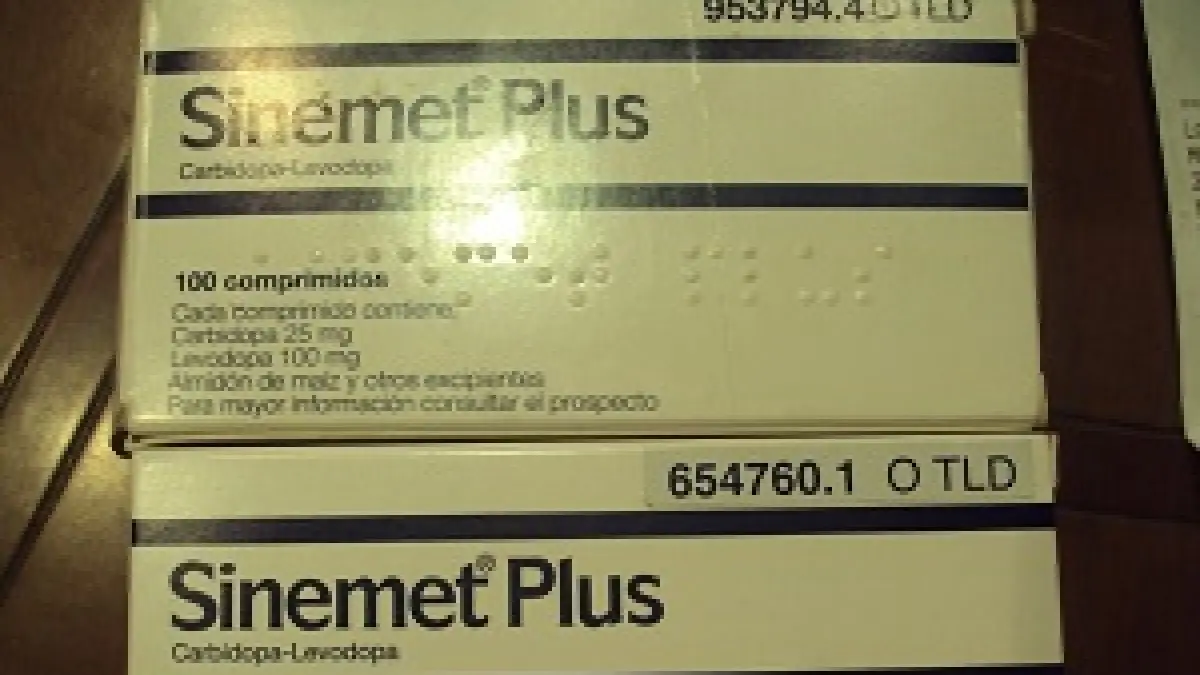 953794.4 O TLD
Sinemet® Plus
Carbidopa-Levodopa
100 comprimidos
Cada comprimido contiene:
Carbidopa 25 mg
Levodopa 100 mg
Almidón de maíz y otros excipientes
Para mayor información consultar el prospecto
654760.1 O TLD
Sinemet® Plus
Carbidopa-Levodopa